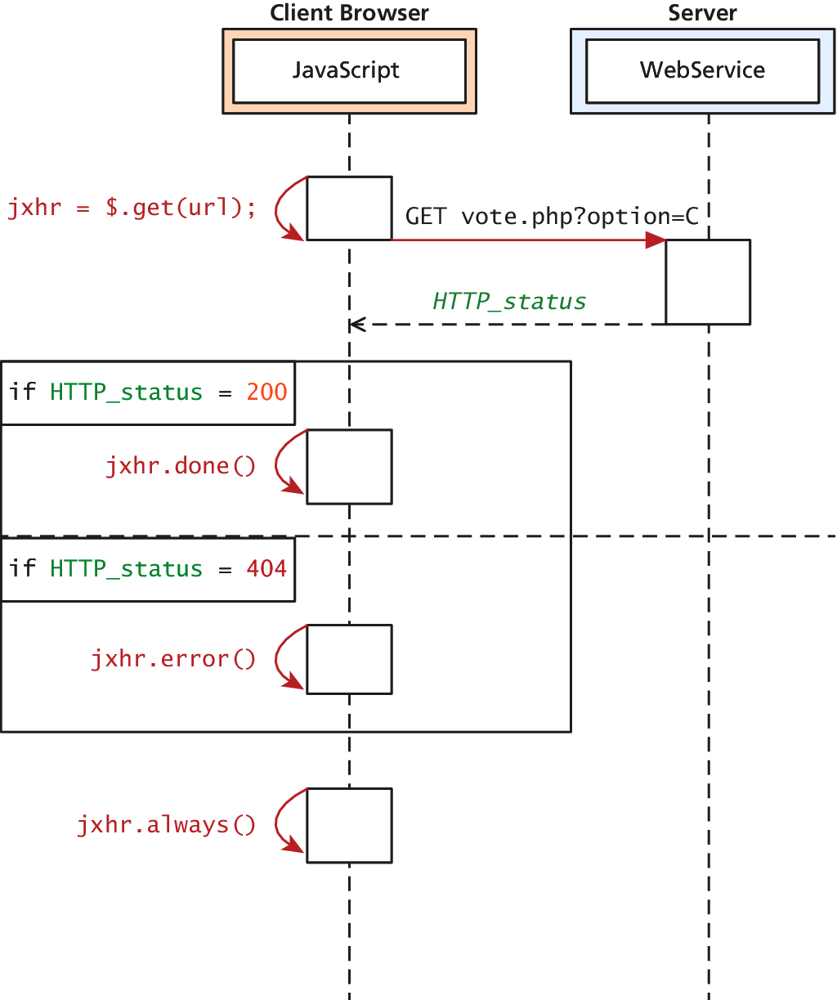 Client Browser
Server
JavaScript
WebService
jxhr = $.get(url);
GET vote.php?option=C
HTTP_status
if HTTP_status = 200
jxhr.done()
if HTTP_status = 404
jxhr.error()
jxhr.always()